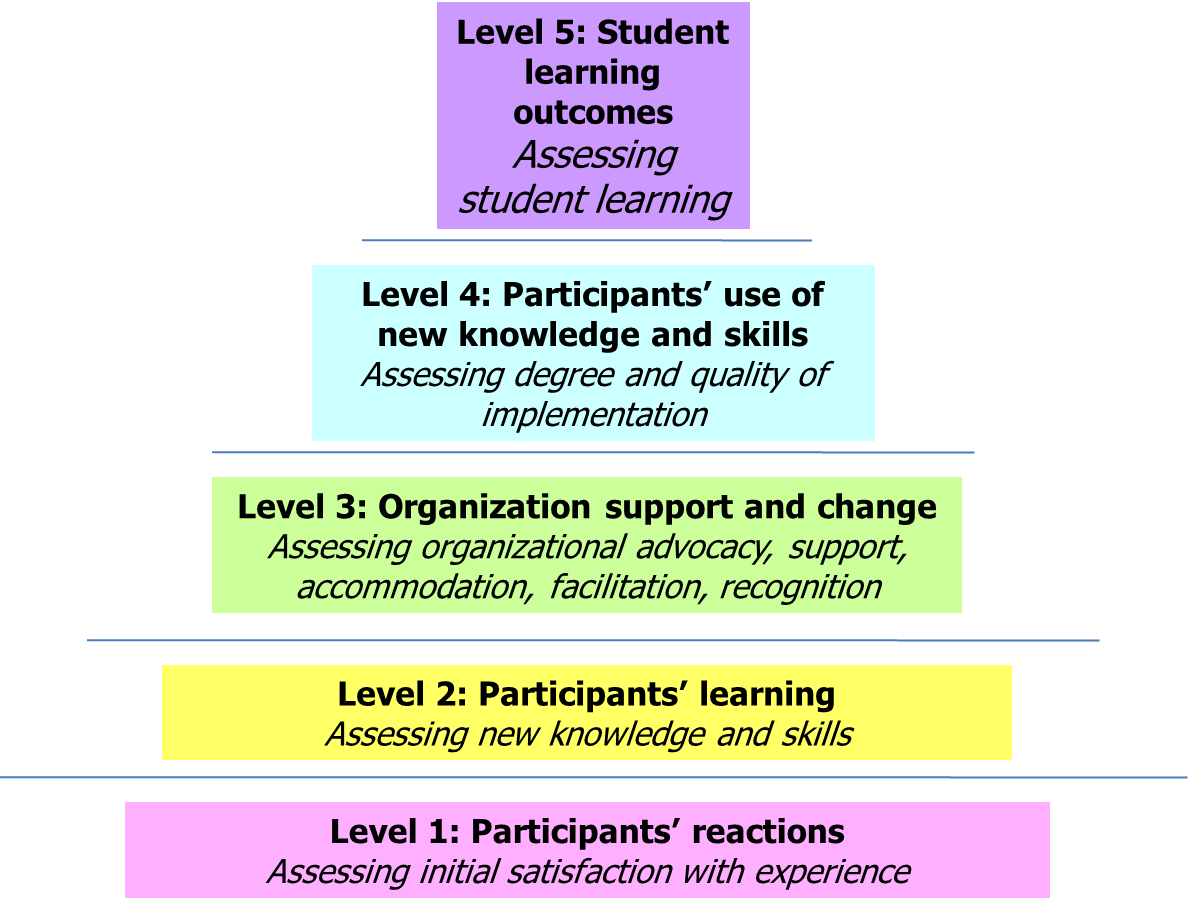 Level 5: Student
learning
outcomes
Assessing
student learning
Level 4: Participants’ use of
new knowledge and skills
Assessing degree and quality of
implementation
Level 3: Organization support and change
Assessing organizational advocacy, support,
accommodation, facilitation, recognition
Level 2: Participants’ learning
Assessing new knowledge and skills
Level 1: Participants’ reactions
Assessing initial satisfaction with experience